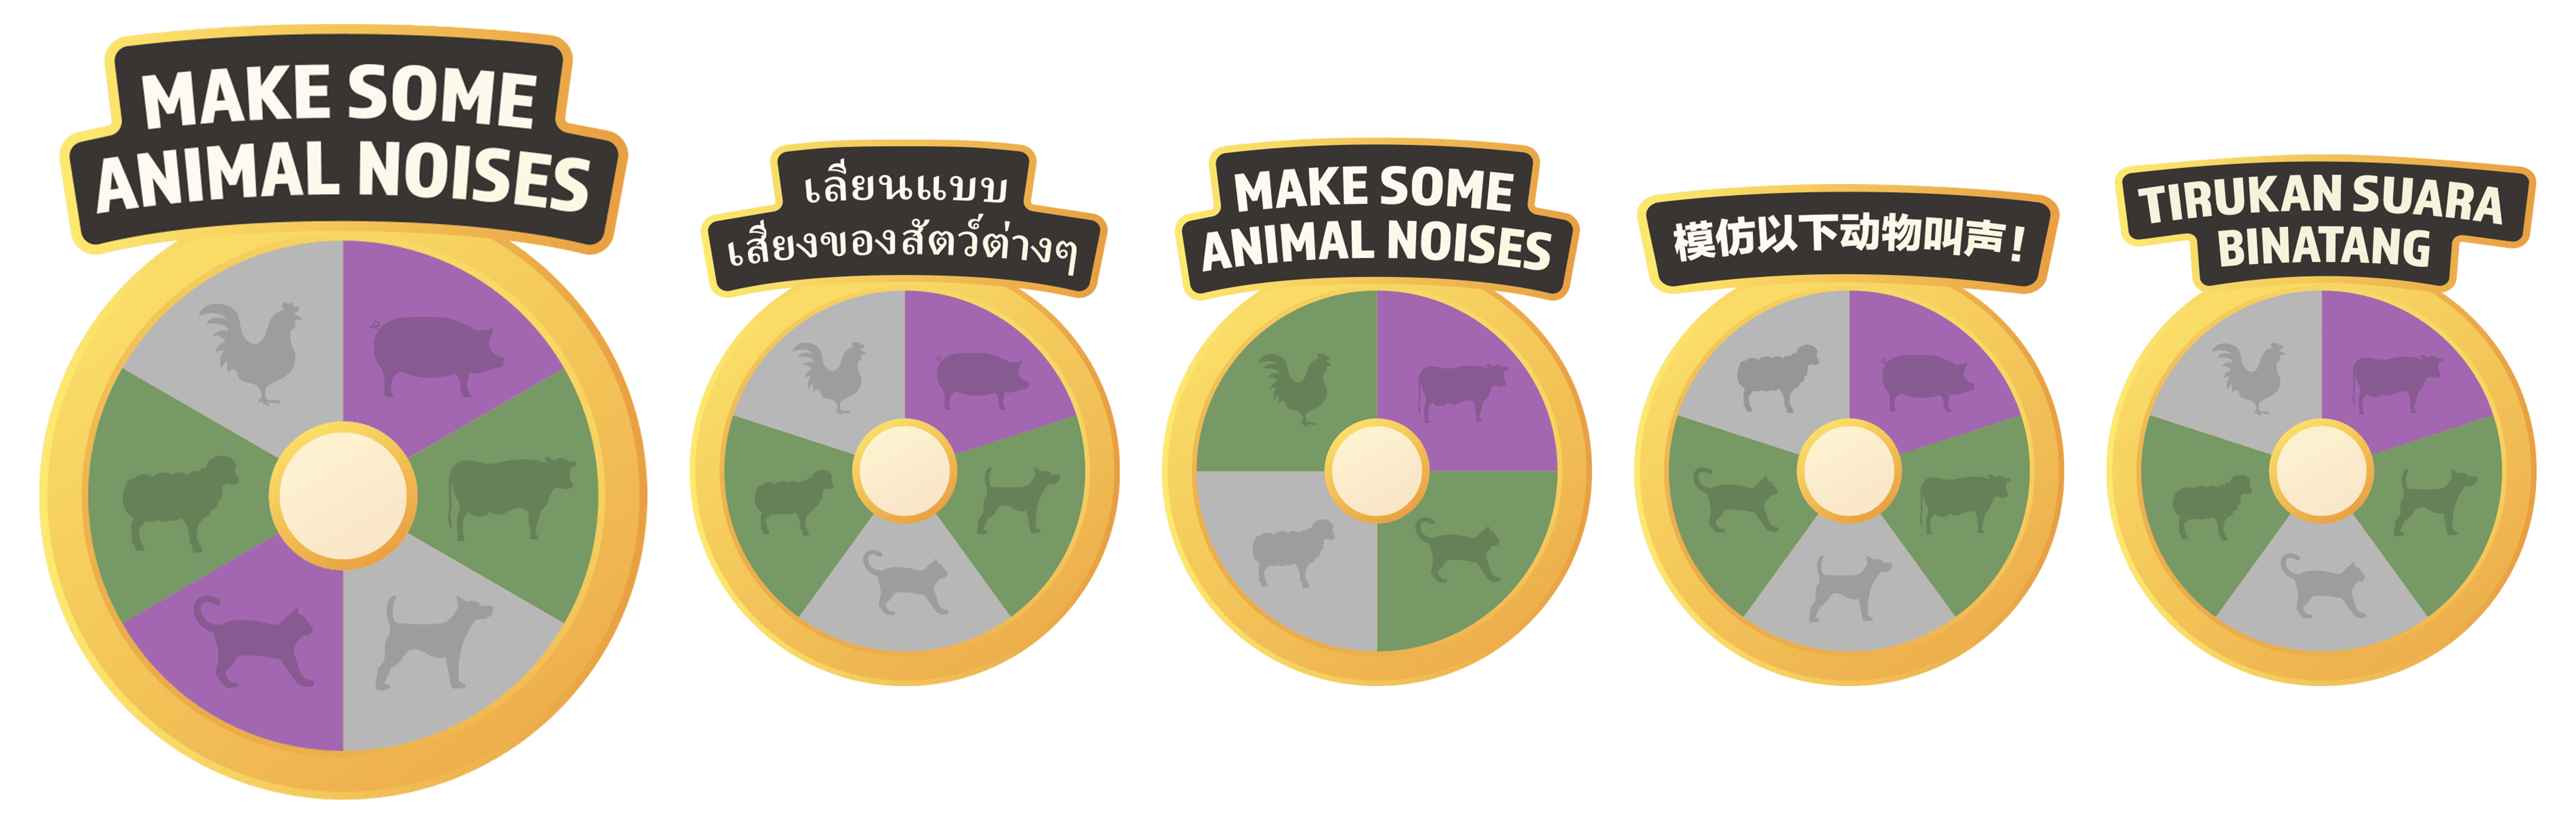 MAKE SOME
ANIMAL NOISES
เลียนแบบ
เสียงของสัตว์ต่างๆ
MAKE SOME
ANIMAL NOISES
模仿以下动物叫声！
TIRUKAN SUARA
BINATANG